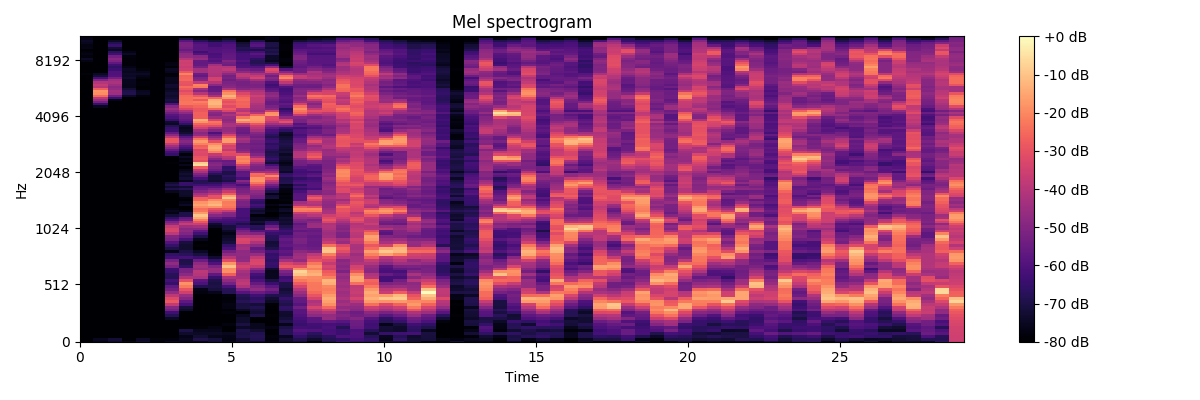 Mel spectrogram
8192
4096
2048
1024
512
0
Hz
0 5 10 15 20 25
Time
+0 dB
-10 dB
-20 dB
-30 dB
-40 dB
-50 dB
-60 dB
-70 dB
-80 dB